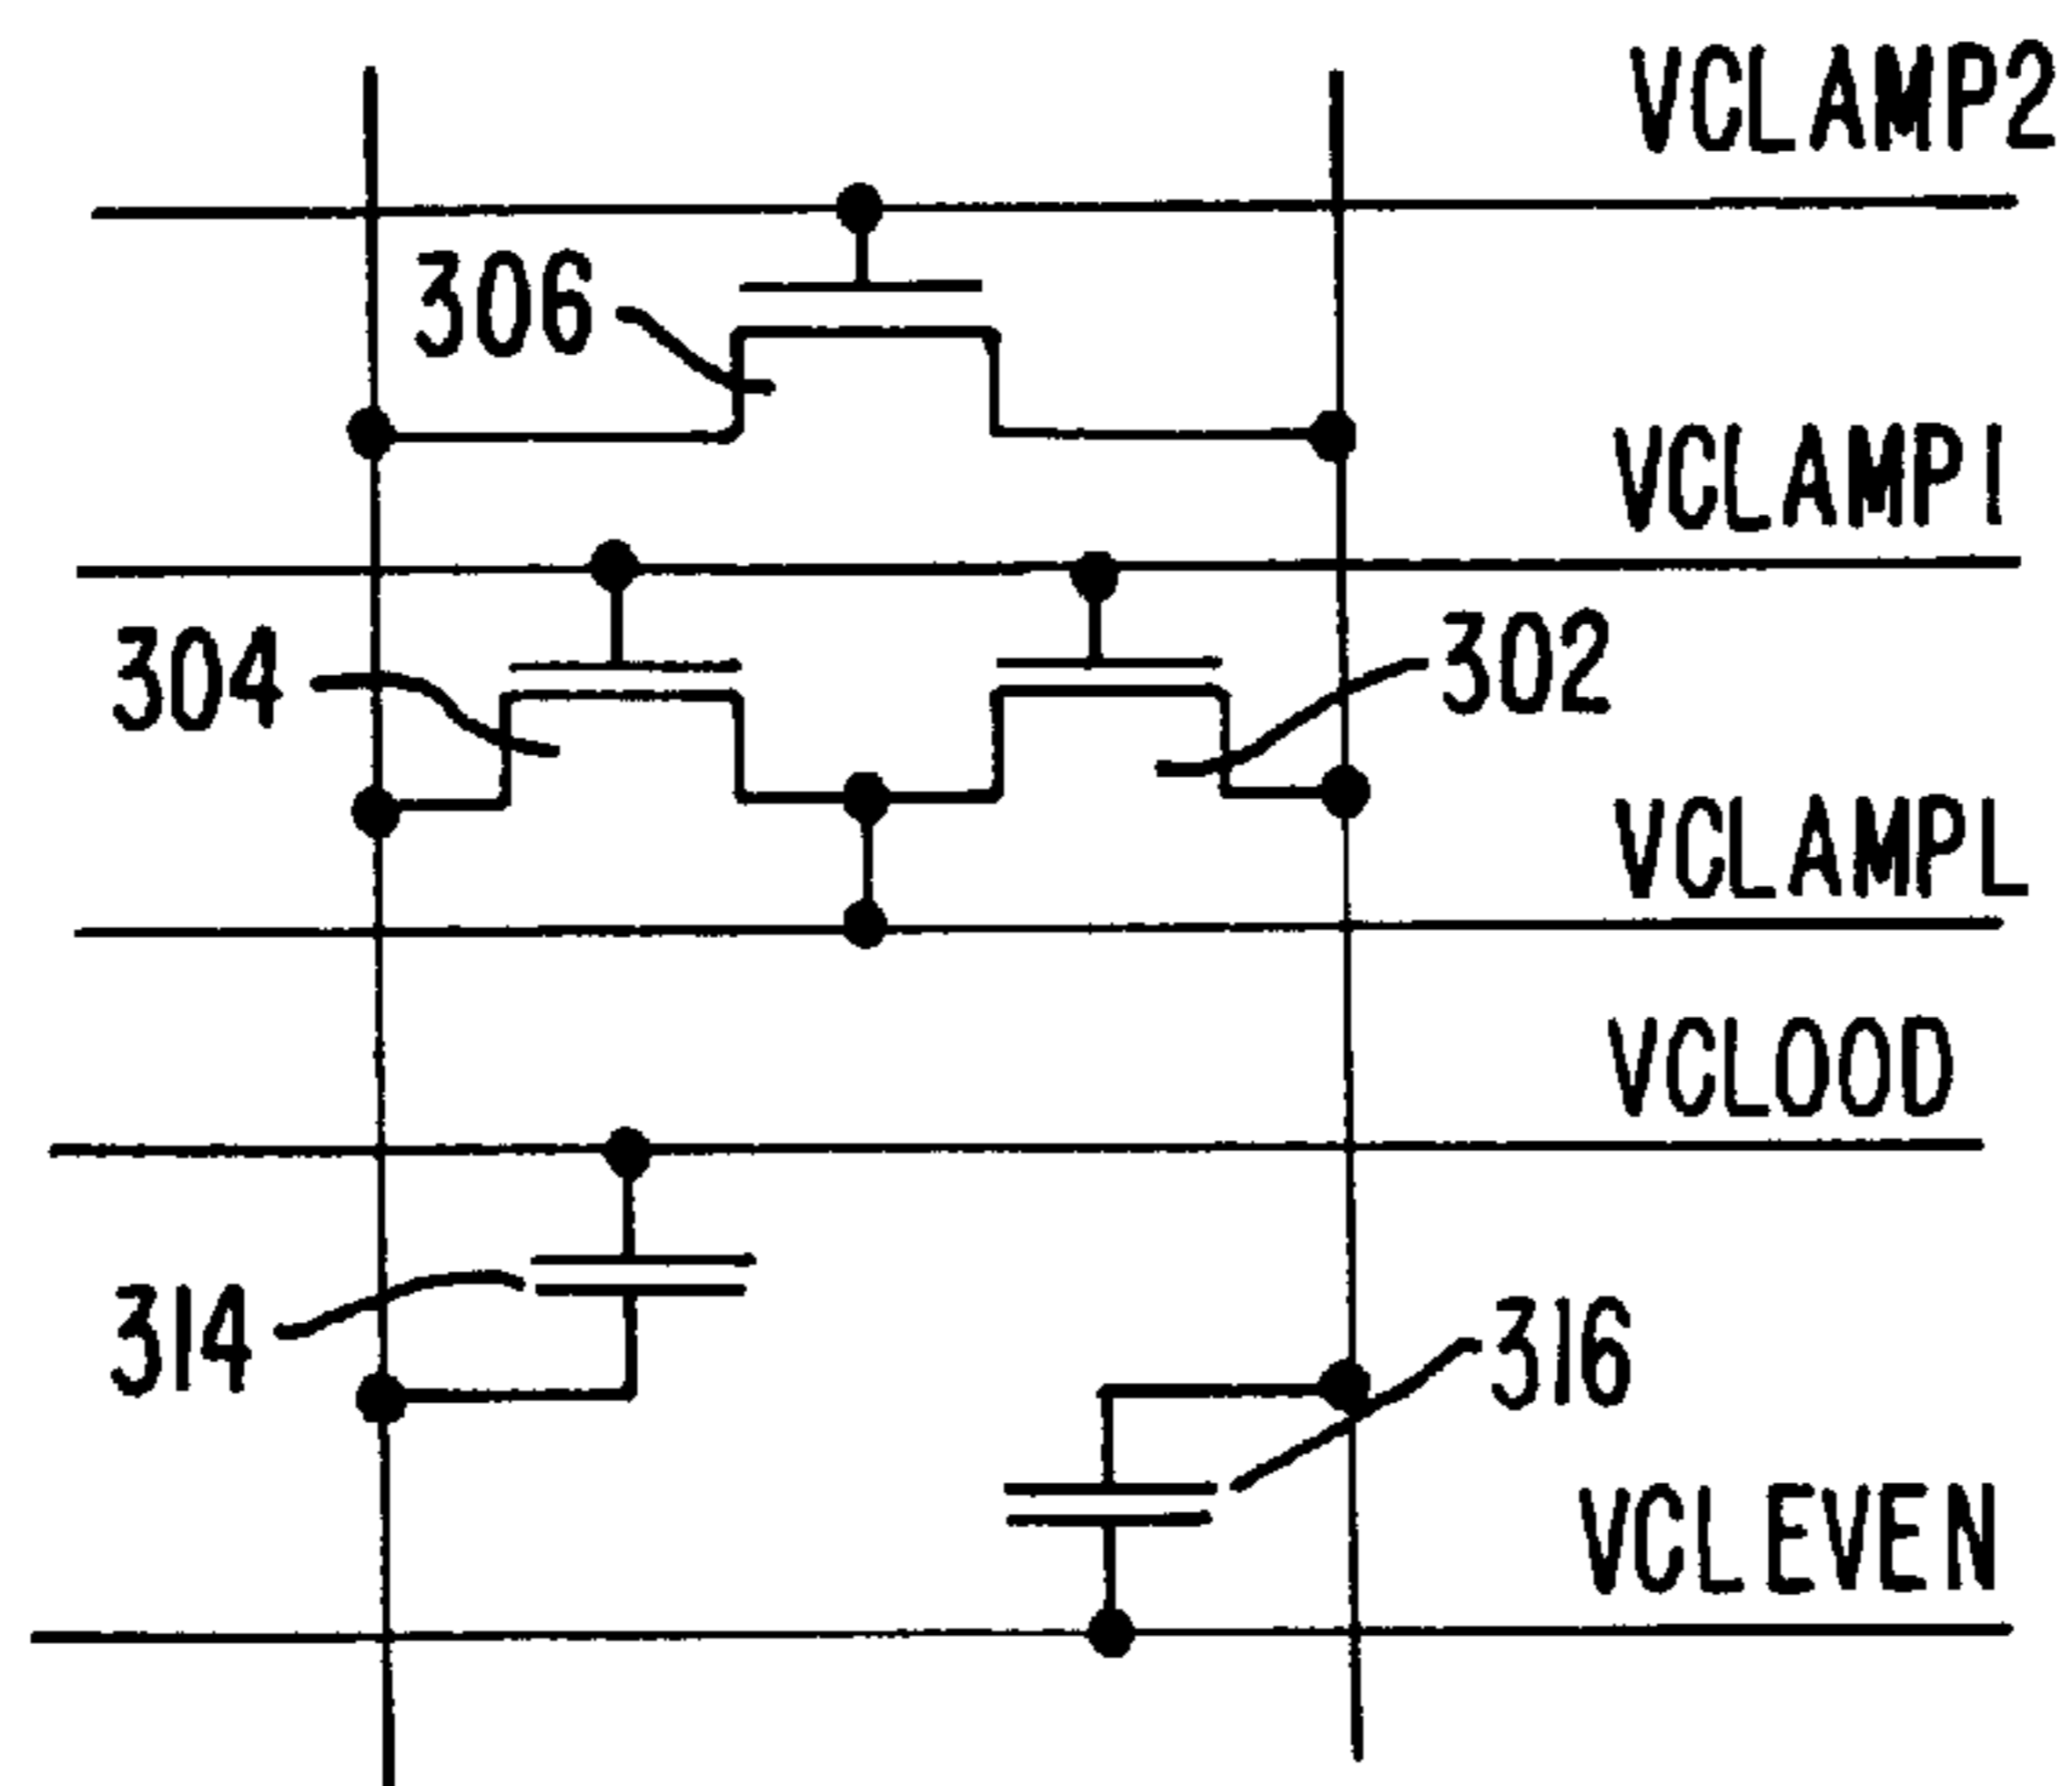 VCLAMP2
306
VCLAMP1
304
302
VCLAMPL
VCLOOD
314
316
VCLEVEN